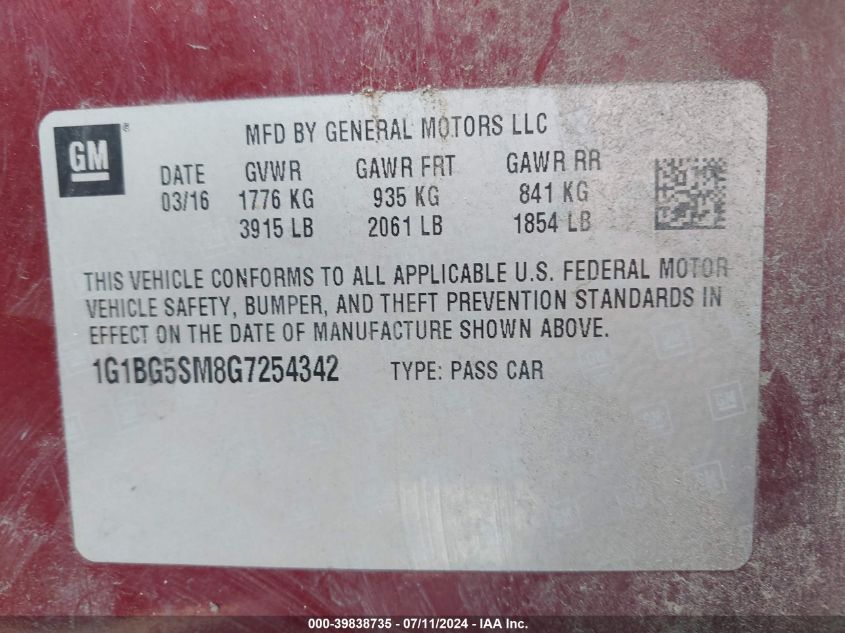 GM®
MFD BY GENERAL MOTORS LLC
DATE GVWR GAWR FRT GAWR RR
03/16 1776 KG 935 KG 841 KG
3915 LB 2061 LB 1854 LB
THIS VEHICLE CONFORMS TO ALL APPLICABLE U.S. FEDERAL MOTOR
VEHICLE SAFETY, BUMPER, AND THEFT PREVENTION STANDARDS IN
EFFECT ON THE DATE OF MANUFACTURE SHOWN ABOVE.
1G1BG5SM8G7254342 TYPE: PASS CAR
000-39838735 - 07/11/2024 - IAA Inc.